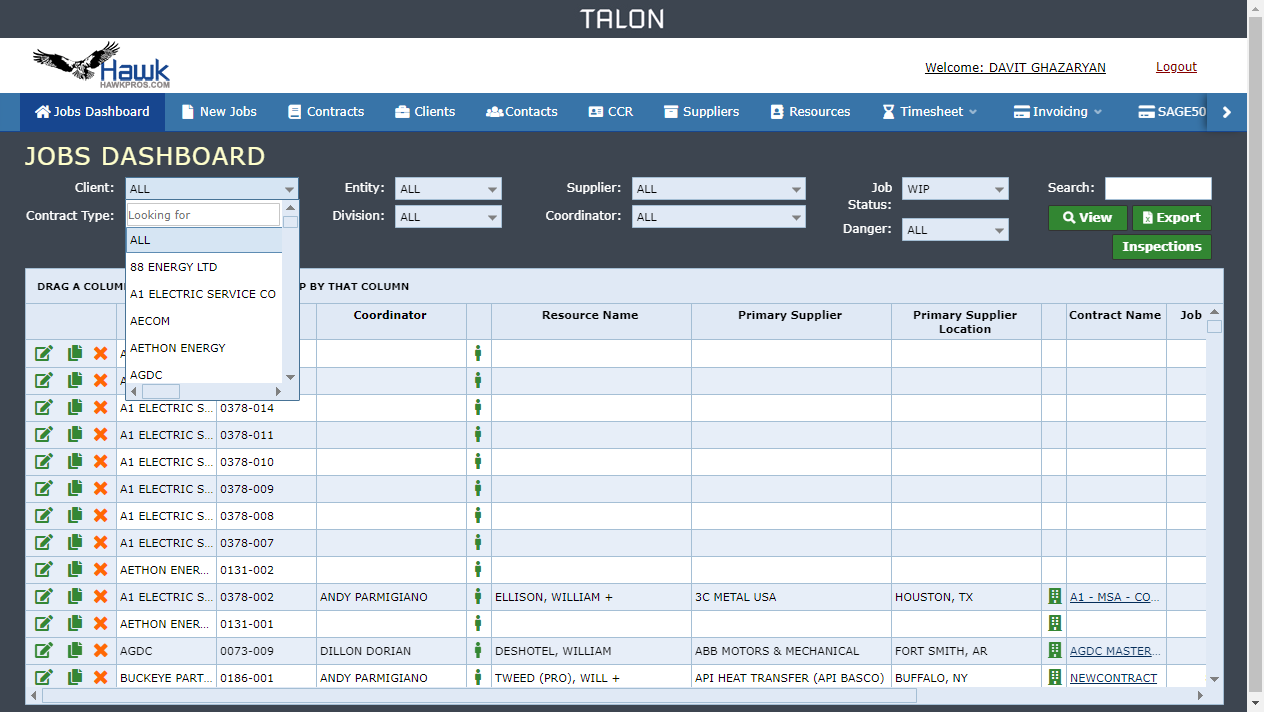 TALON
Hawk
HAWKPROS.COM
Welcome: DAVIT GHAZARYAN
Logout
Jobs Dashboard New Jobs Contracts Clients Contacts CCR Suppliers Resources Timesheet Invoicing SAGE50
JOBS DASHBOARD
Client: ALL Entity: ALL Supplier: ALL Job Status: WIP Search:
Contract Type: Division: ALL Coordinator: ALL Danger: ALL
View Export
Inspections
Looking for
ALL
88 ENERGY LTD
A1 ELECTRIC SERVICE CO
AECOM
AETHON ENERGY
AGDC
DRAG A COLUM P BY THAT COLUMN
Coordinator Resource Name Primary Supplier Primary Supplier Location Contract Name Job
A1 ELECTRIC S... 0378-014
A1 ELECTRIC S... 0378-011
A1 ELECTRIC S... 0378-010
A1 ELECTRIC S... 0378-009
A1 ELECTRIC S... 0378-008
A1 ELECTRIC S... 0378-007
AETHON ENER... 0131-002
A1 ELECTRIC S... 0378-002 ANDY PARMIGIANO ELLISON, WILLIAM + 3C METAL USA HOUSTON, TX A1 - MSA - CO...
AETHON ENER... 0131-001
AGDC 0073-009 DILLON DORIAN DESHOTEL, WILLIAM ABB MOTORS & MECHANICAL FORT SMITH, AR AGDC MASTER...
BUCKEYE PART... 0186-001 ANDY PARMIGIANO TWEED (PRO), WILL + API HEAT TRANSFER (API BASCO) BUFFALO, NY NEWCONTRACT